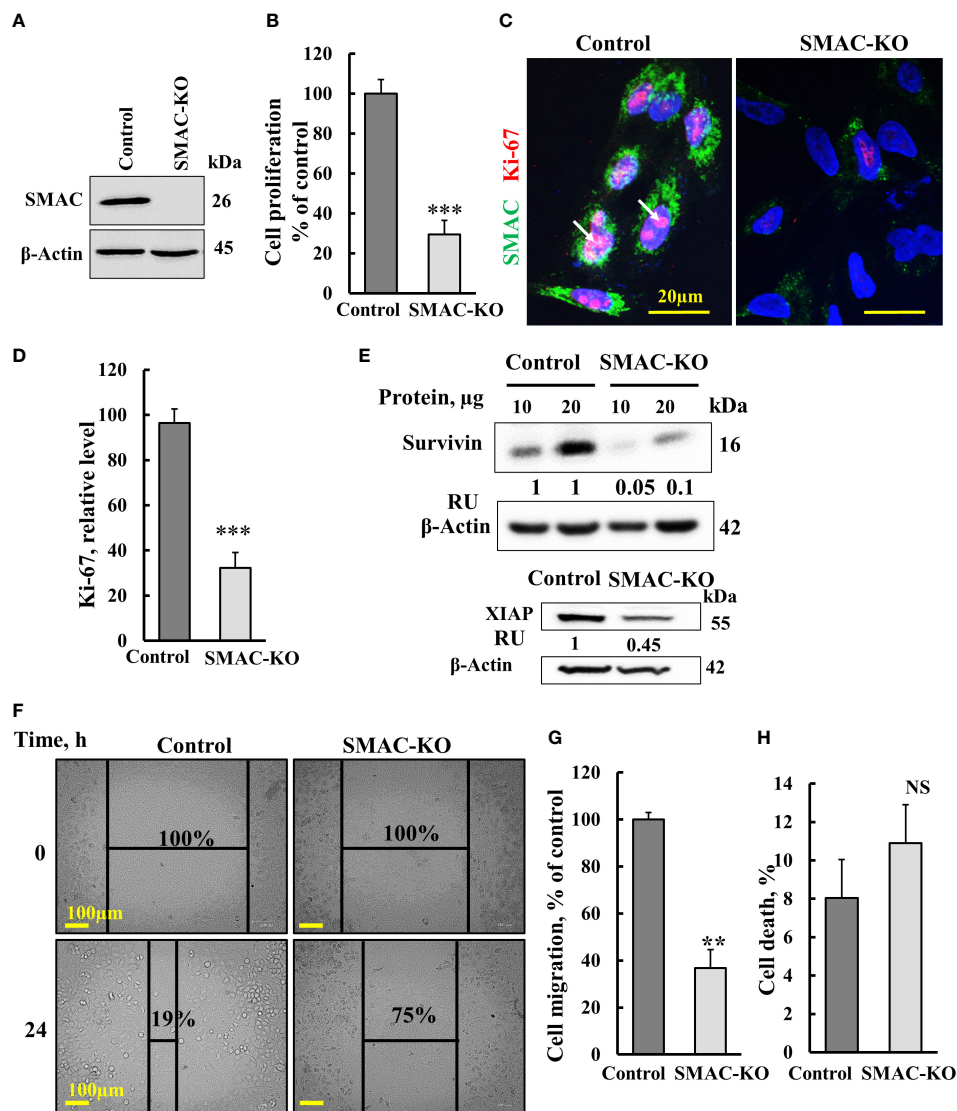 A
Control
SMAC-KO
kDa
SMAC
26
β-Actin
45
B
Cell proliferation
% of control
120
100
80
60
40
20
0
***
Control SMAC-KO
C
Control
SMAC-KO
SMAC Ki-67
20μm
D
Ki-67, relative level
120
100
80
60
40
20
0
***
Control SMAC-KO
E
Control SMAC-KO
Protein, μg
10 20 10 20 kDa
Survivin
16
1 1 0.05 0.1
RU
β-Actin
42
Control SMAC-KO
kDa
XIAP
55
RU
1 0.45
β-Actin
42
F
Time, h
Control
SMAC-KO
0
100%
100%
100μm
24
19%
75%
100μm
G
Cell migration, % of control
120
100
80
60
40
20
0
**
Control SMAC-KO
H
Cell death, %
14
12
10
8
6
4
2
0
NS
Control SMAC-KO